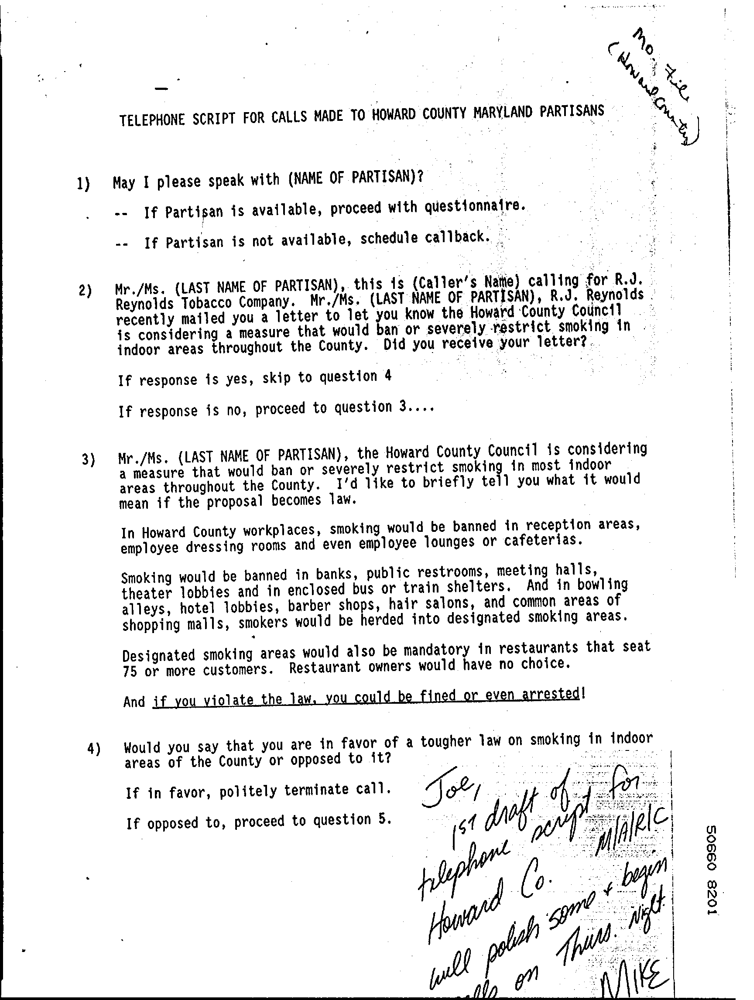 MD. File
(Howard County)
TELEPHONE SCRIPT FOR CALLS MADE TO HOWARD COUNTY MARYLAND PARTISANS
1) May I please speak with (NAME OF PARTISAN)?
-- If Partisan is available, proceed with questionnaire.
-- If Partisan is not available, schedule callback.
2) Mr./Ms. (LAST NAME OF PARTISAN), this is (Caller's Name) calling for R.J.
Reynolds Tobacco Company. Mr./Ms. (LAST NAME OF PARTISAN), R.J. Reynolds
recently mailed you a letter to let you know the Howard County Council
is considering a measure that would ban or severely restrict smoking in
indoor areas throughout the County. Did you receive your letter?
If response is yes, skip to question 4
If response is no, proceed to question 3....
3) Mr./Ms. (LAST NAME OF PARTISAN), the Howard County Council is considering
a measure that would ban or severely restrict smoking in most indoor
areas throughout the County. I'd like to briefly tell you what it would
mean if the proposal becomes law.
In Howard County workplaces, smoking would be banned in reception areas,
employee dressing rooms and even employee lounges or cafeterias.
Smoking would be banned in banks, public restrooms, meeting halls,
theater lobbies and in enclosed bus or train shelters. And in bowling
alleys, hotel lobbies, barber shops, hair salons, and common areas of
shopping malls, smokers would be herded into designated smoking areas.
Designated smoking areas would also be mandatory in restaurants that seat
75 or more customers. Restaurant owners would have no choice.
And if you violate the law, you could be fined or even arrested!
4) Would you say that you are in favor of a tougher law on smoking in indoor
areas of the County or opposed to it?
If in favor, politely terminate call.
If opposed to, proceed to question 5.
Joe,
1st draft of
telephone script for
Howard Co. M/A/R/C
will polish some + begin
on Thurs. night.
MIKE
50660 8201